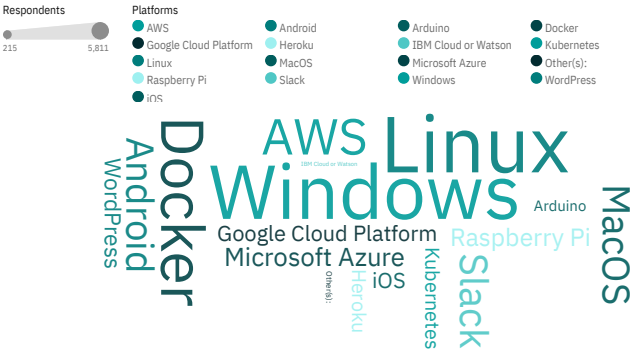 Respondents
215 5,811
Platforms
AWS Android Arduino Docker
Google Cloud Platform Heroku IBM Cloud or Watson Kubernetes
Linux MacOS Microsoft Azure Other(s):
Raspberry Pi Slack Windows WordPress
iOS
AWS
Linux
IBM Cloud or Watson
Windows
Docker
Android
WordPress
Arduino
MacOS
Google Cloud Platform
Raspberry Pi
Microsoft Azure
iOS
Other(s):
Heroku
Kubernetes
Slack